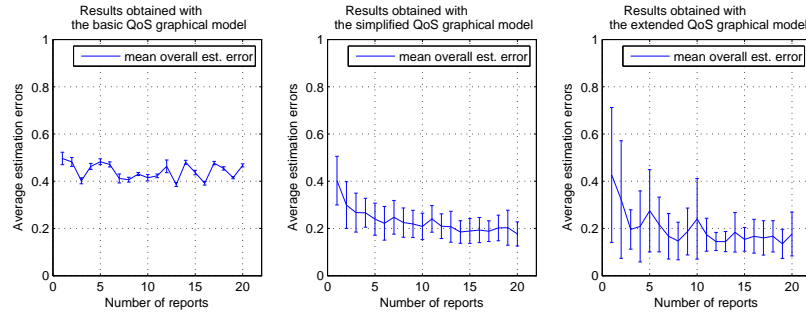 Results obtained with
the basic QoS graphical model
1
0.8
0.6
0.4
0.2
0
0
5
10
15
20
Average estimation errors
Number of reports
mean overall est. error
Results obtained with
the simplified QoS graphical model
1
0.8
0.6
0.4
0.2
0
0
5
10
15
20
Average estimation errors
Number of reports
mean overall est. error
Results obtained with
the extended QoS graphical model
1
0.8
0.6
0.4
0.2
0
0
5
10
15
20
Average estimation errors
Number of reports
mean overall est. error